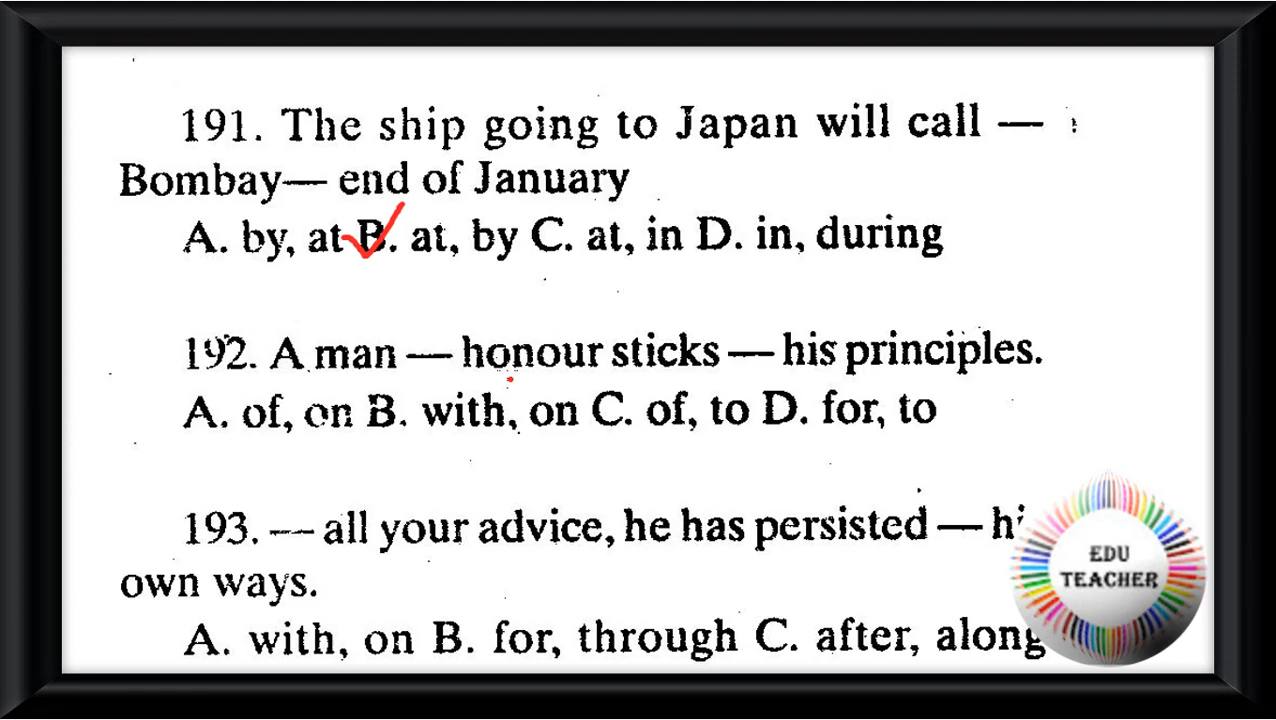 191. The ship going to Japan will call —
Bombay— end of January
A. by, at B. at, by C. at, in D. in, during
192. A man — honour sticks — his principles.
A. of, on B. with, on C. of, to D. for, to
193. — all your advice, he has persisted —
own ways.
A. with, on B. for, through C. after, along
EDU
TEACHER